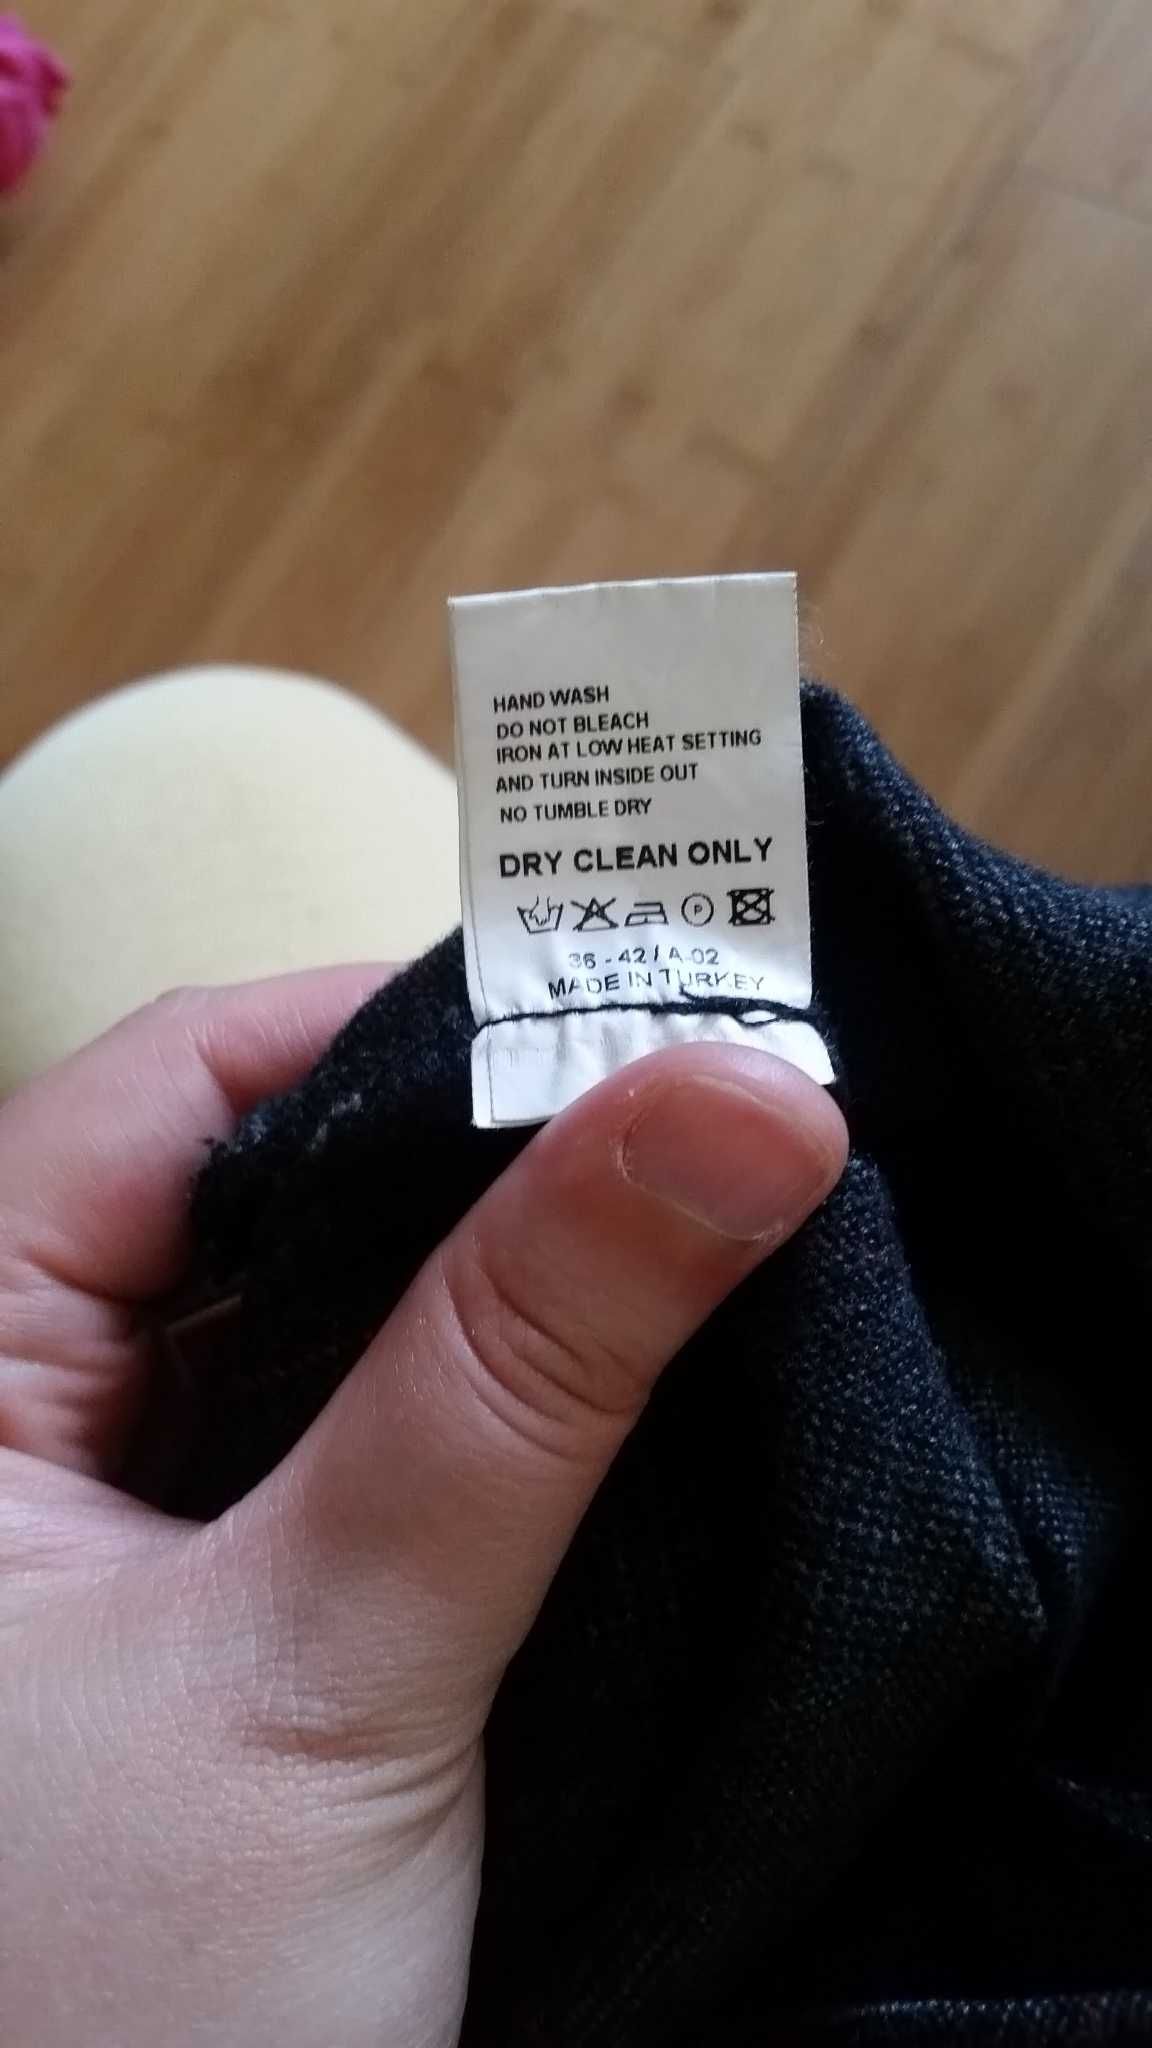 HAND WASH
DO NOT BLEACH
IRON AT LOW HEAT SETTING
AND TURN INSIDE OUT
NO TUMBLE DRY
DRY CLEAN ONLY
P
36 - 42 / A-02
MADE IN TURKEY